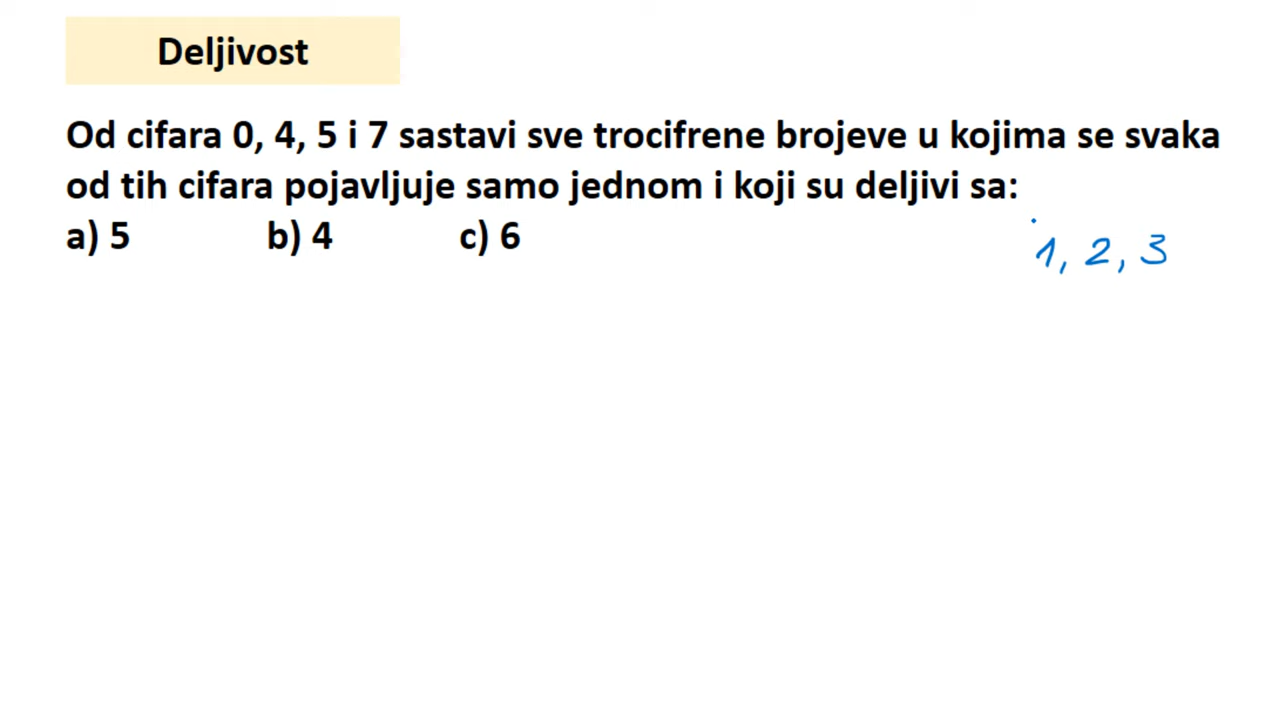 Deljivost
Od cifara 0, 4, 5 i 7 sastavi sve trocifrene brojeve u kojima se svaka
od tih cifara pojavljuje samo jednom i koji su deljivi sa:
a) 5 b) 4 c) 6
1, 2, 3